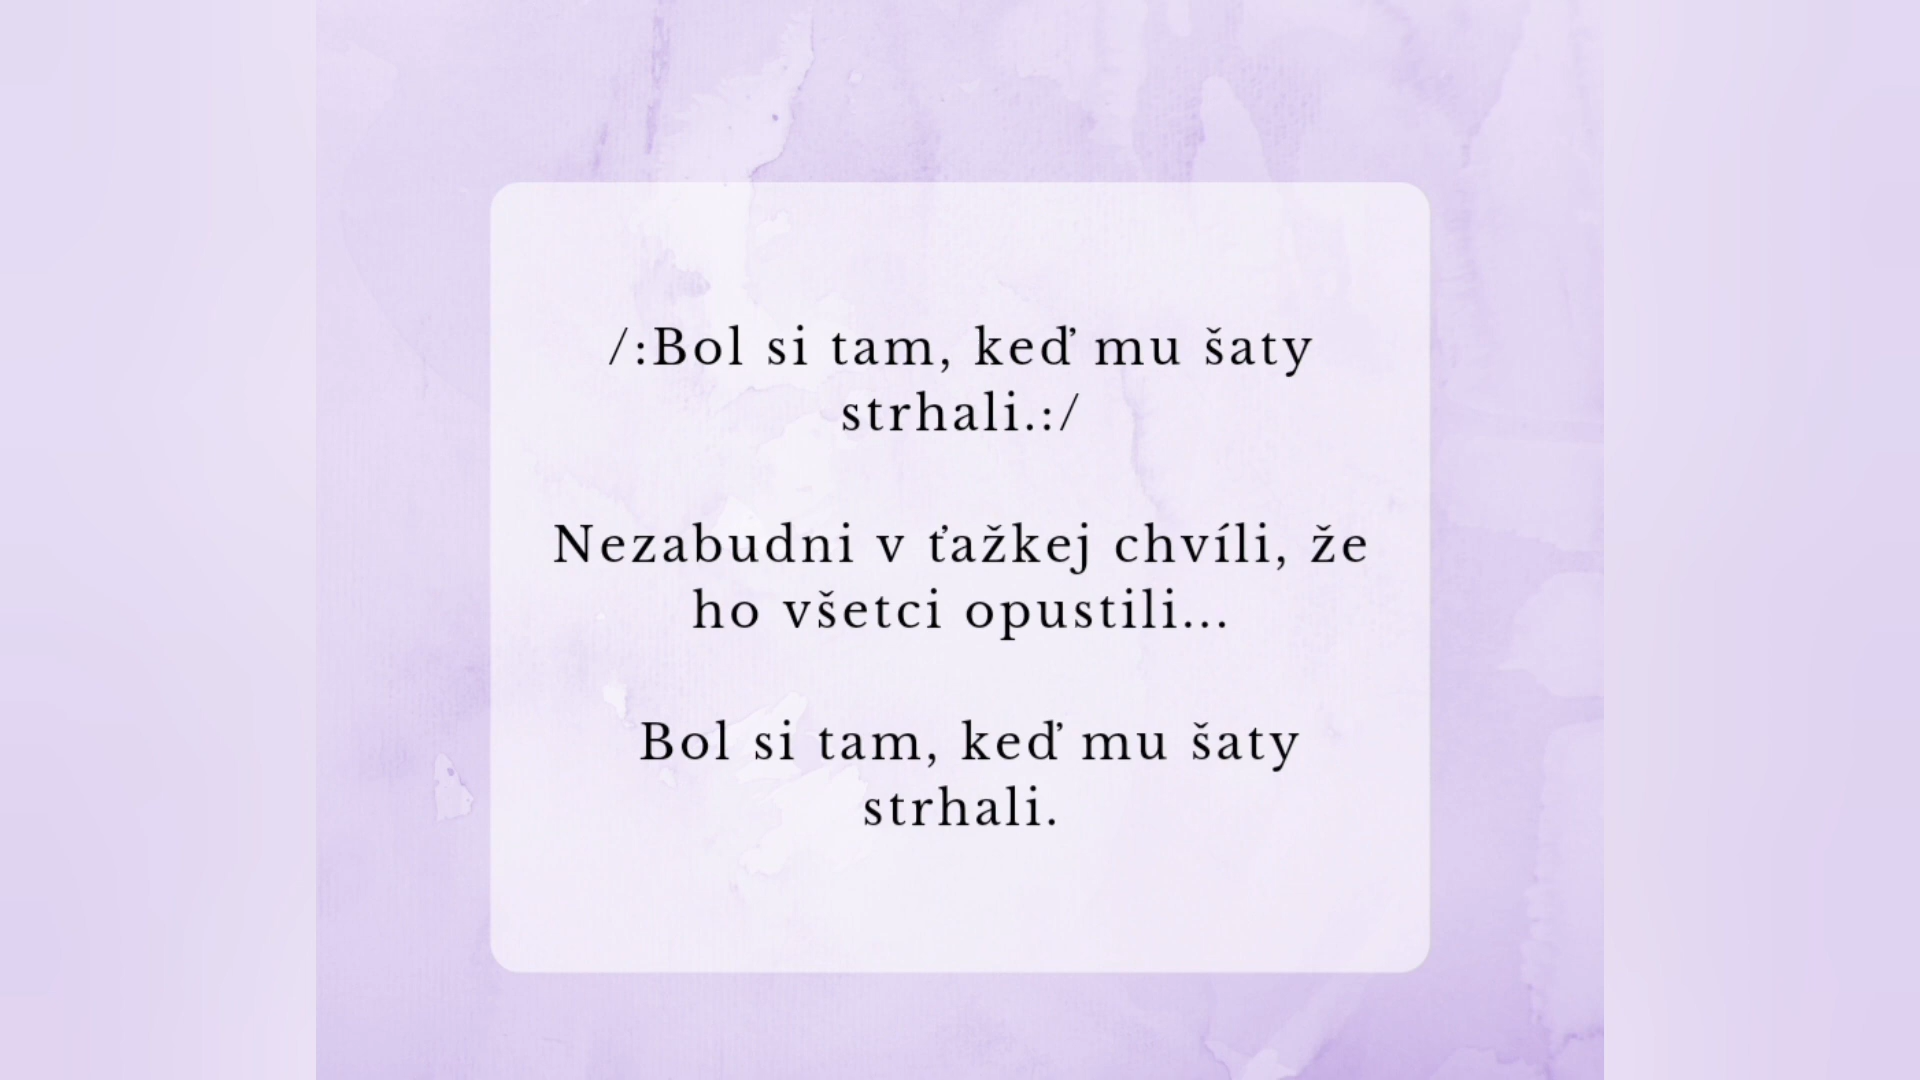 /:Bol si tam, keď mu šaty
strhali.:/
Nezabudni v ťažkej chvíli, že
ho všetci opustili...
Bol si tam, keď mu šaty
strhali.